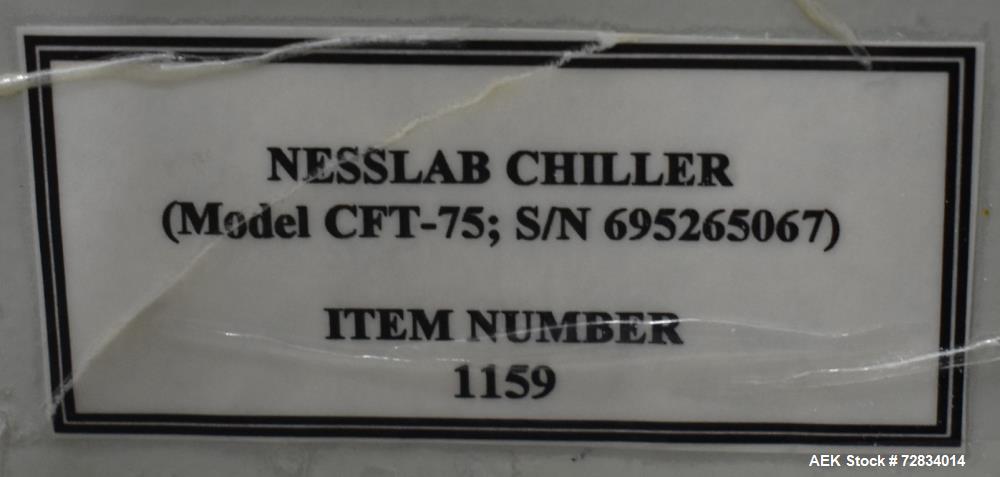 NESSLAB CHILLER
(Model CFT-75; S/N 695265067)
ITEM NUMBER
1159
AEK Stock # 72834014